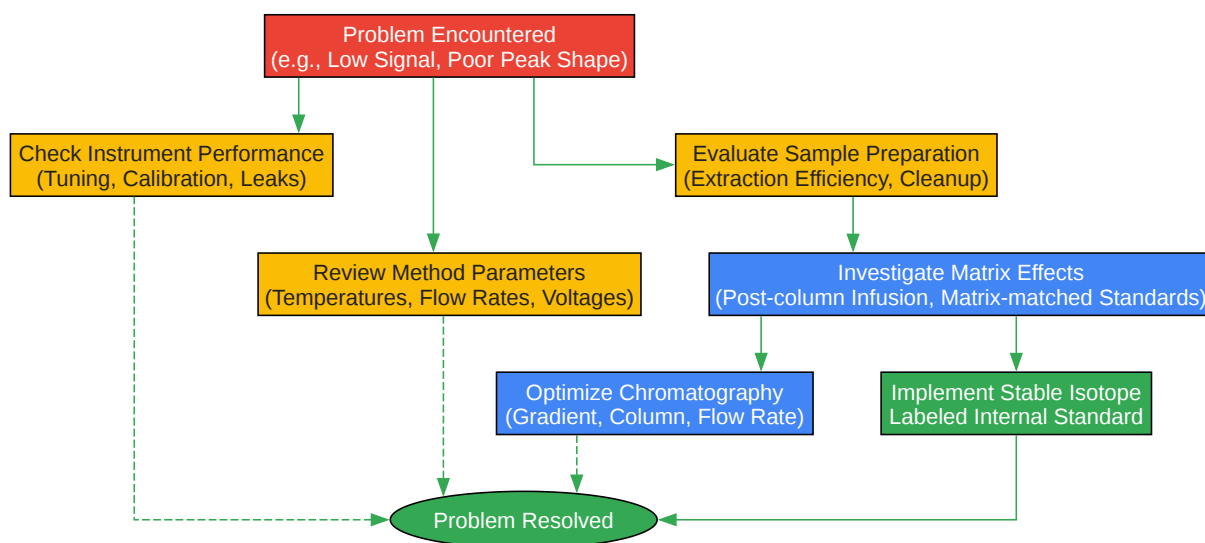 Problem Encountered
(e.g., Low Signal, Poor Peak Shape)
Check Instrument Performance
(Tuning, Calibration, Leaks)
Evaluate Sample Preparation
(Extraction Efficiency, Cleanup)
Review Method Parameters
(Temperatures, Flow Rates, Voltages)
Investigate Matrix Effects
(Post-column Infusion, Matrix-matched Standards)
Optimize Chromatography
(Gradient, Column, Flow Rate)
Implement Stable Isotope
Labeled Internal Standard
Problem Resolved